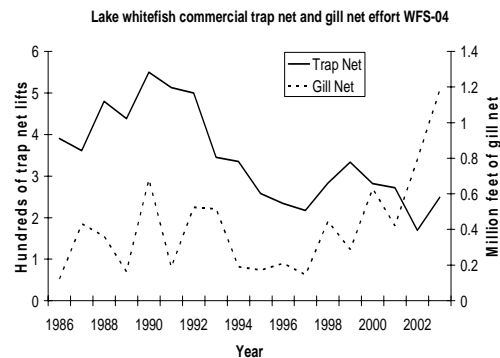 Lake whitefish commercial trap net and gill net effort WFS-04
Hundreds of trap net lifts
6
5
4
3
2
1
0
Trap Net
Gill Net
1.4
1.2
1
0.8
0.6
0.4
0.2
0
Million feet of gill net
1986 1988 1990 1992 1994 1996 1998 2000 2002
Year